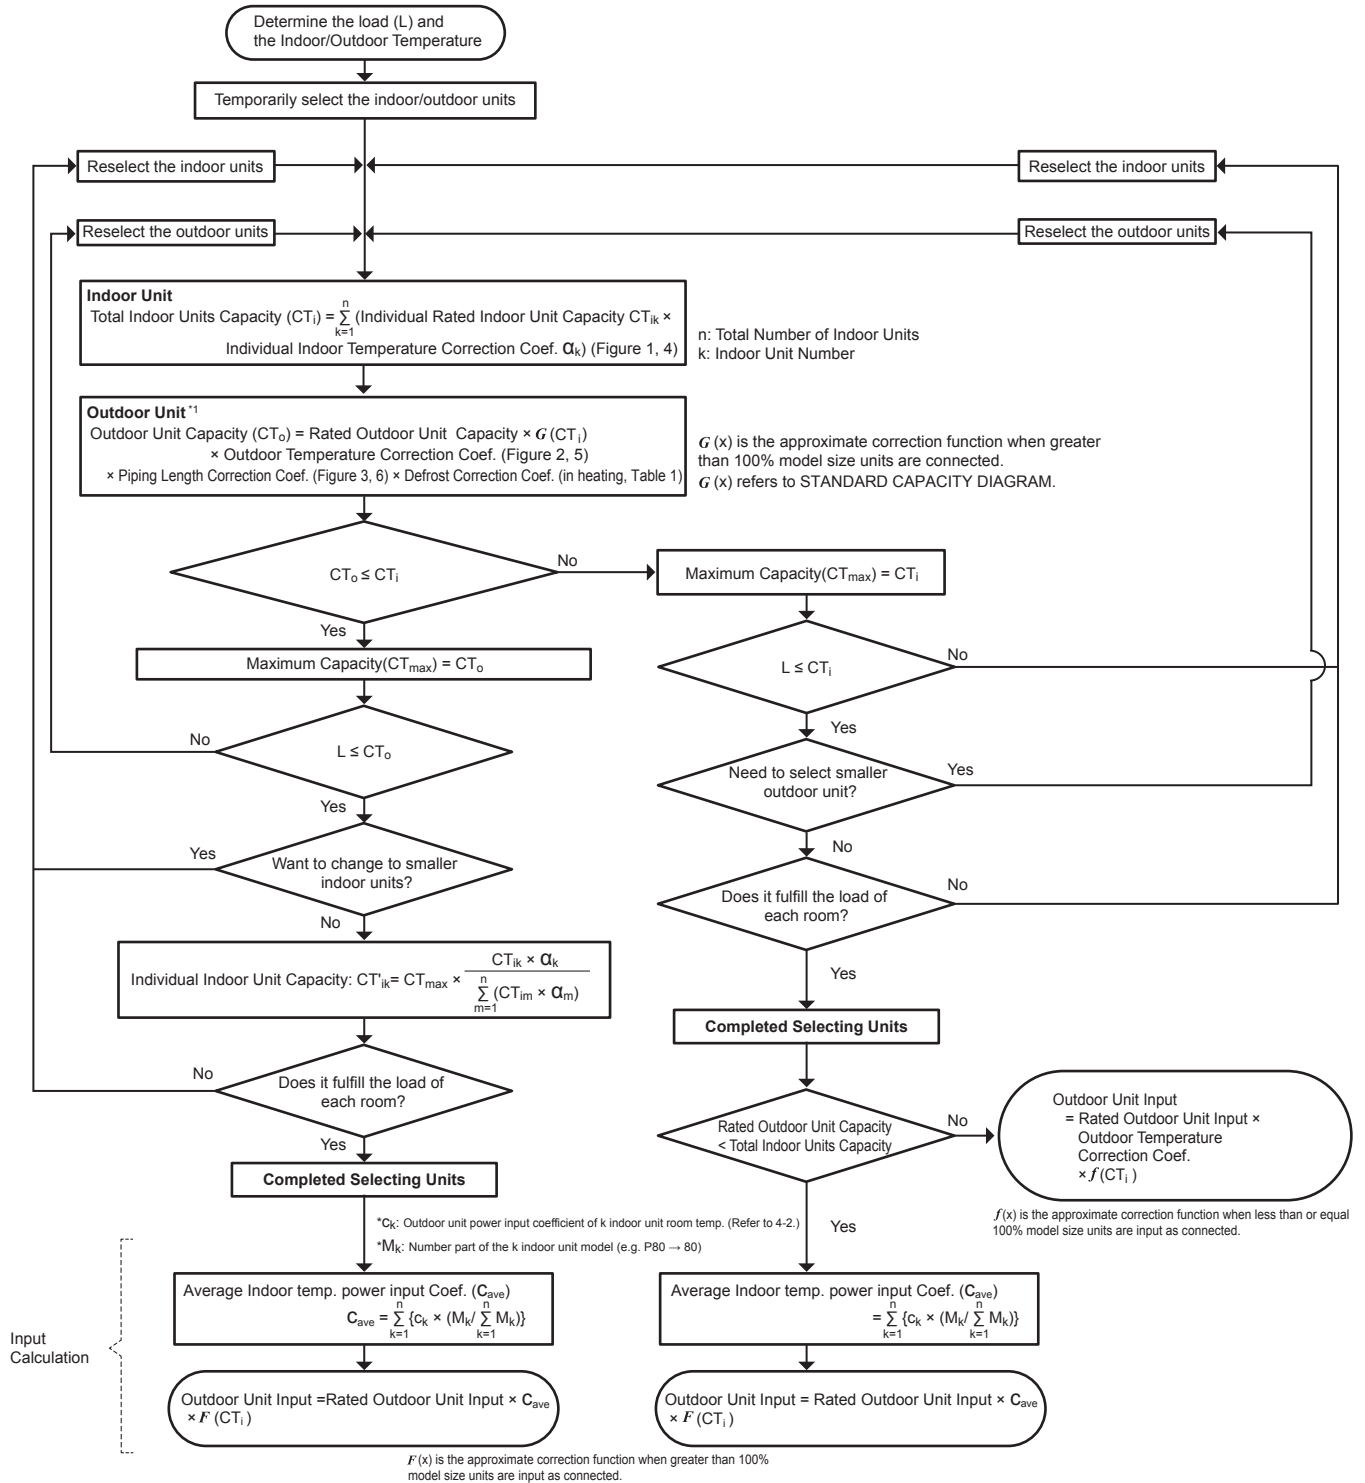 Determine the load (L) and
the Indoor/Outdoor Temperature
Temporarily select the indoor/outdoor units
Reselect the indoor units
Reselect the indoor units
Reselect the outdoor units
Reselect the outdoor units
Indoor Unit
Total Indoor Units Capacity (CTi) = n∑k=1 (Individual Rated Indoor Unit Capacity CTik ×
Individual Indoor Temperature Correction Coef. αk) (Figure 1, 4)
n: Total Number of Indoor Units
k: Indoor Unit Number
Outdoor Unit *1
Outdoor Unit Capacity (CTo) = Rated Outdoor Unit Capacity × G (CTi)
× Outdoor Temperature Correction Coef. (Figure 2, 5)
× Piping Length Correction Coef. (Figure 3, 6) × Defrost Correction Coef. (in heating, Table 1)
G (x) is the approximate correction function when greater
than 100% model size units are connected.
G (x) refers to STANDARD CAPACITY DIAGRAM.
CTo ≤ CTi
No
Maximum Capacity(CTmax) = CTi
Yes
Maximum Capacity(CTmax) = CTo
L ≤ CTi
No
Yes
L ≤ CTo
No
Yes
Need to select smaller
outdoor unit?
Yes
No
Want to change to smaller
indoor units?
Yes
No
Does it fulfill the load of
each room?
No
Yes
Individual Indoor Unit Capacity: CT'ik= CTmax × CTik × αk / n∑m=1 (CTim × αm)
Completed Selecting Units
Does it fulfill the load of
each room?
No
Yes
Rated Outdoor Unit Capacity
< Total Indoor Units Capacity
No
Yes
Outdoor Unit Input
= Rated Outdoor Unit Input ×
Outdoor Temperature
Correction Coef.
× f (CTi )
f (x) is the approximate correction function when less than or equal
100% model size units are input as connected.
Completed Selecting Units
*Ck: Outdoor unit power input coefficient of k indoor unit room temp. (Refer to 4-2.)
*Mk: Number part of the k indoor unit model (e.g. P80 → 80)
Input
Calculation
Average Indoor temp. power input Coef. (Cave)
Cave = n∑k=1 {ck × (Mk/ n∑k=1 Mk)}
Average Indoor temp. power input Coef. (Cave)
= n∑k=1 {ck × (Mk/ n∑k=1 Mk)}
Outdoor Unit Input =Rated Outdoor Unit Input × Cave
× F (CTi )
Outdoor Unit Input = Rated Outdoor Unit Input × Cave
× F (CTi )
F (x) is the approximate correction function when greater than 100%
model size units are input as connected.